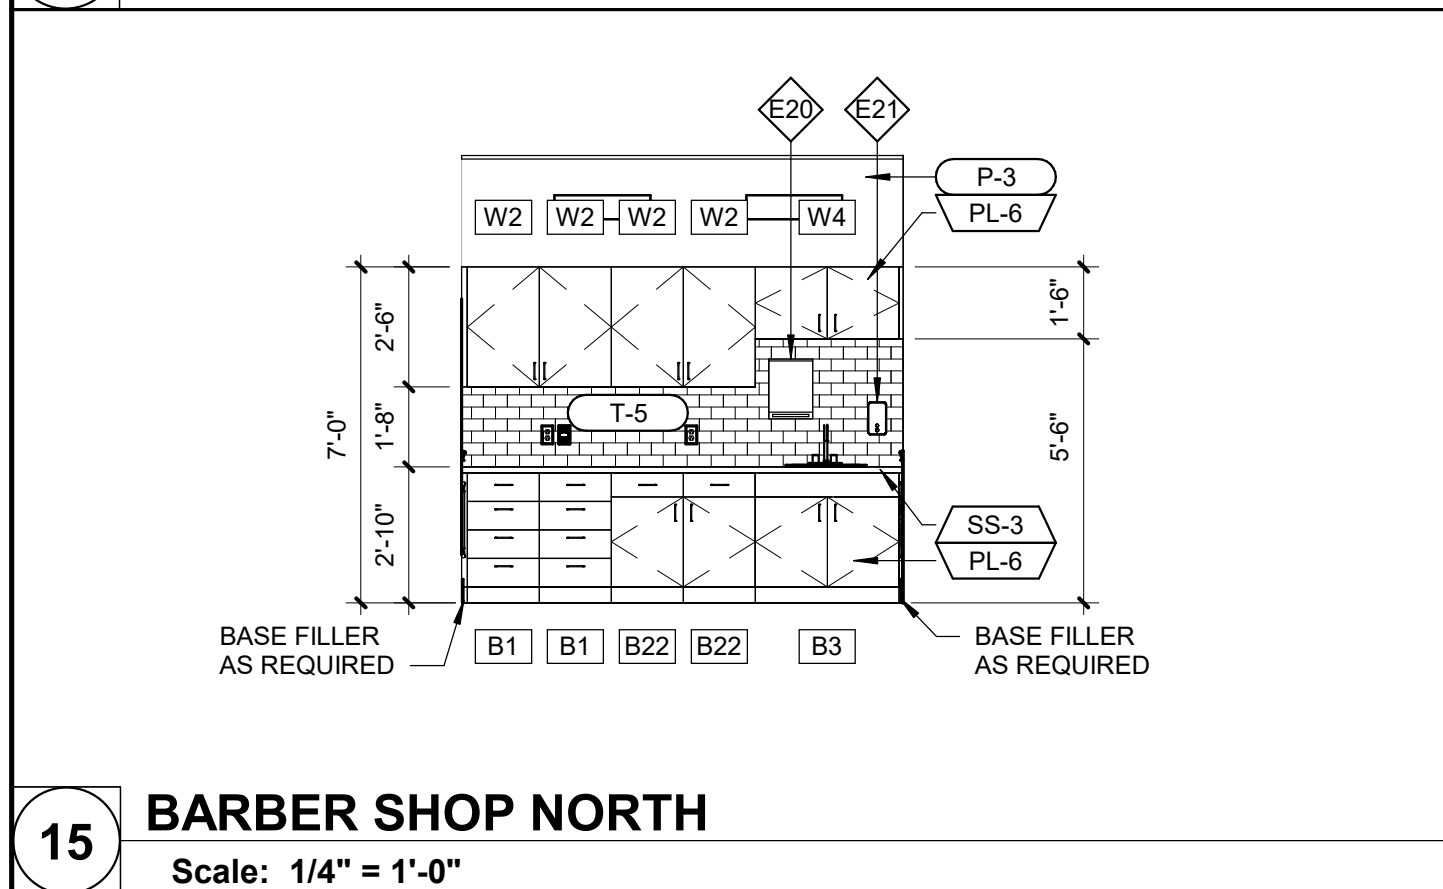 E20 E21
P-3
PL-6
W2 W2 W2 W2 W4
2'-6"
1'-8"
2'-10"
7'-0"
1'-6"
5'-6"
T-5
SS-3
PL-6
BASE FILLER
AS REQUIRED
B1 B1 B22 B22 B3
BASE FILLER
AS REQUIRED
15
BARBER SHOP NORTH
Scale: 1/4" = 1'-0"